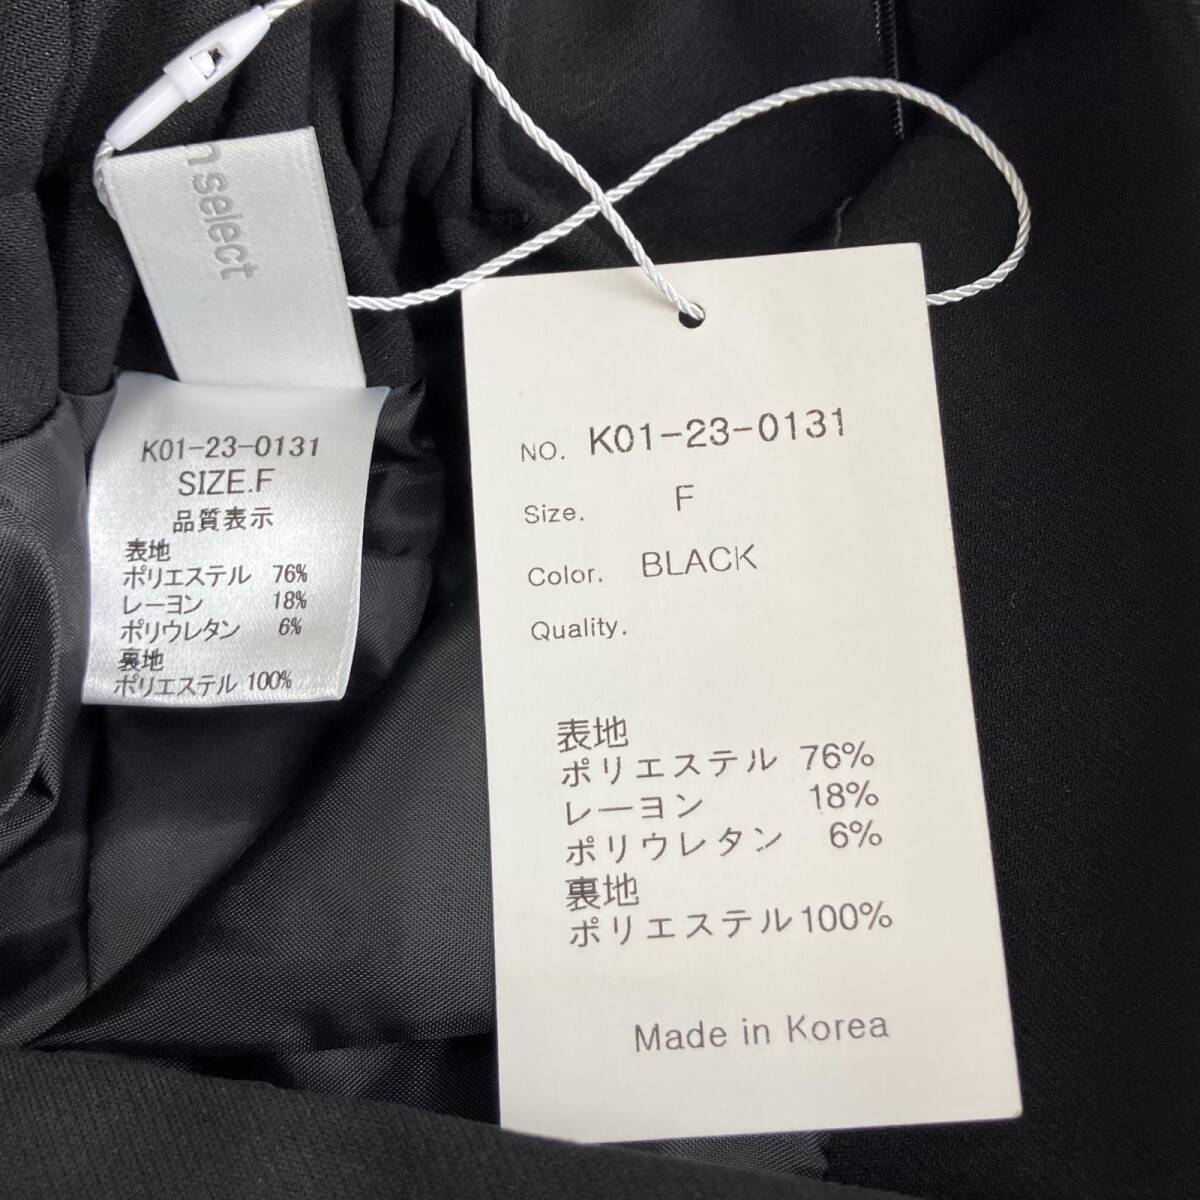 select
K01-23-0131
SIZE.F
品質表示
表地
ポリエステル 76%
レーヨン 18%
ポリウレタン 6%
裏地
ポリエステル 100%
NO. K01-23-0131
Size. F
Color. BLACK
Quality.
表地
ポリエステル 76%
レーヨン 18%
ポリウレタン 6%
裏地
ポリエステル 100%
Made in Korea